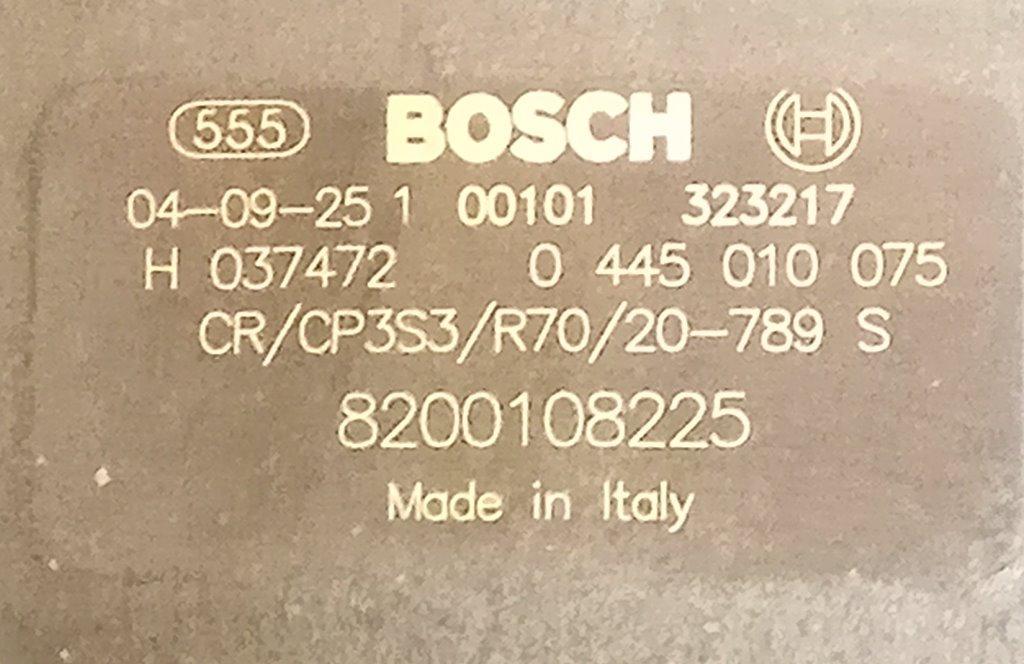 555 BOSCH
04-09-25 1 00101 323217
H 037472 0 445 010 075
CR/CP3S3/R70/20-789 S
8200108225
Made in Italy